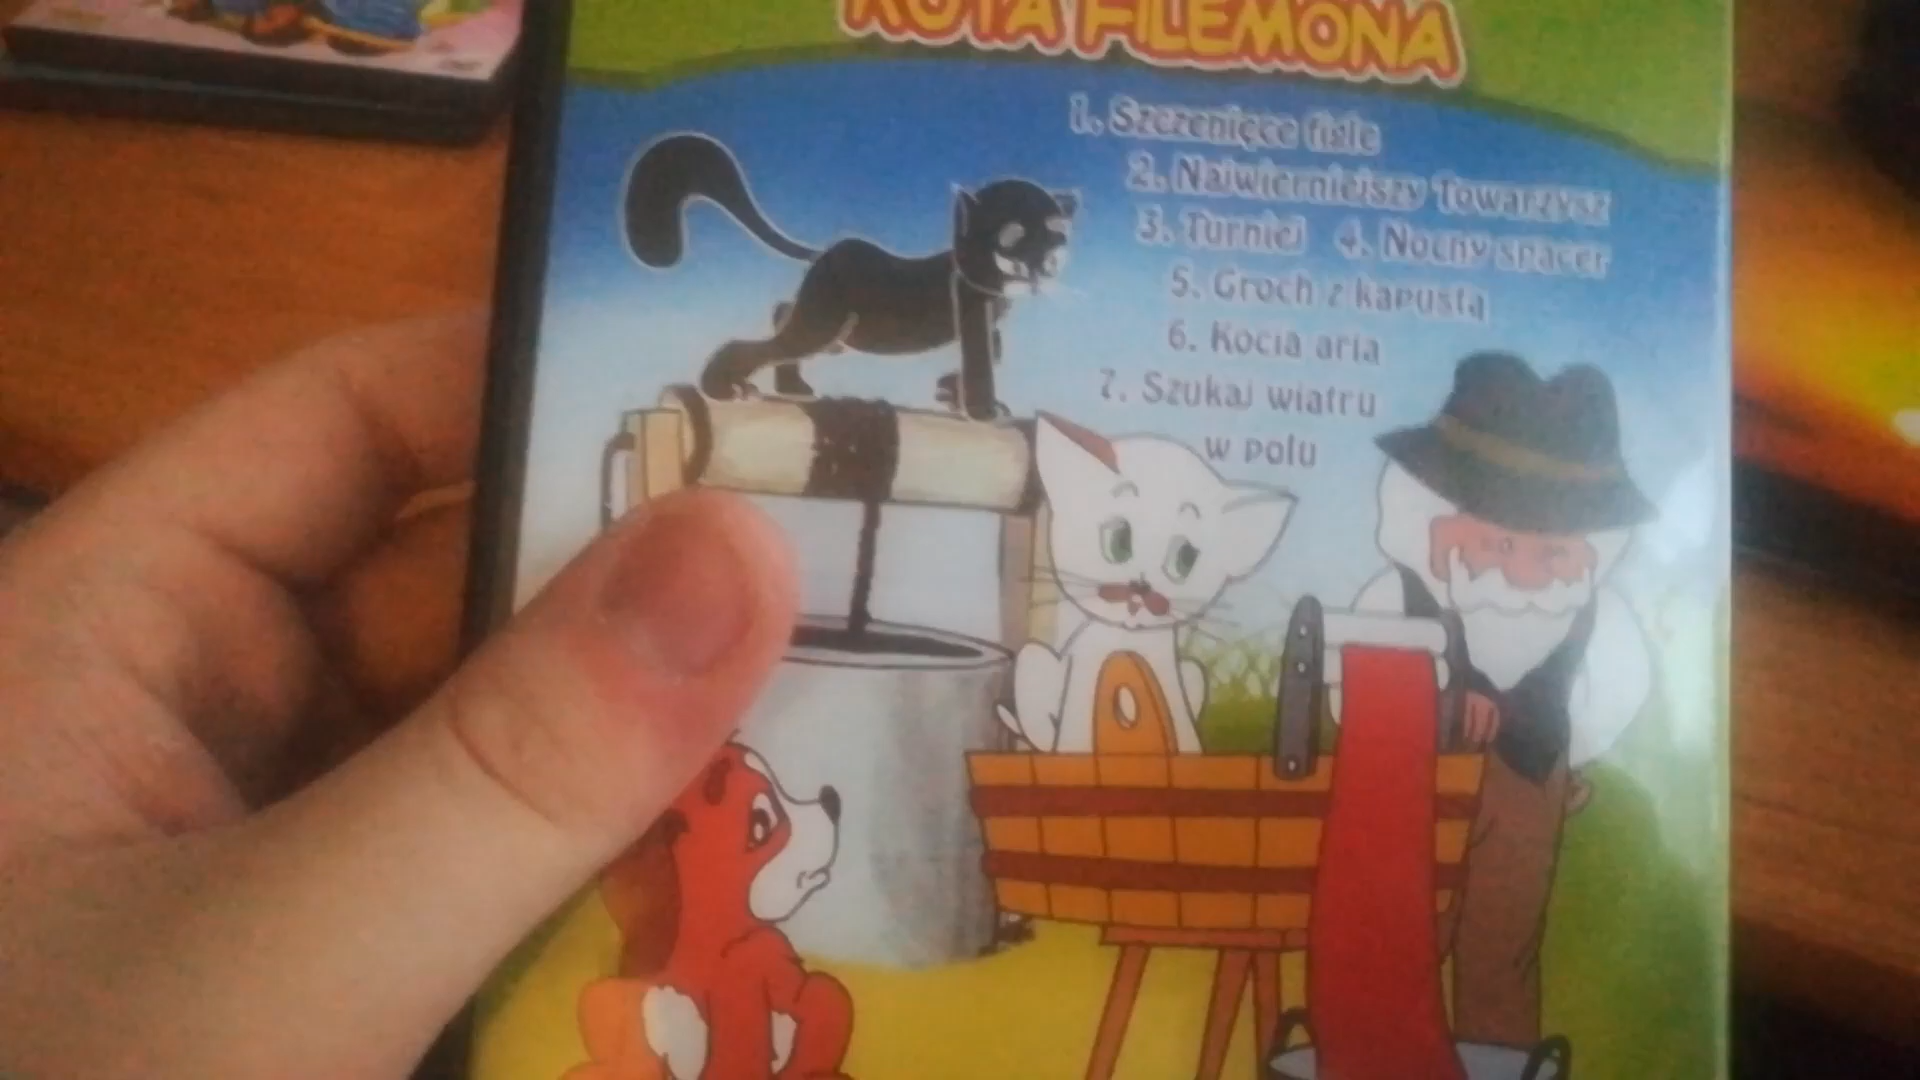 KOTA FILEMONA
1. Szczenięce figle
2. Najwierniejszy Towarzysz
3. Turniej 4. Nocny spacer
5. Groch z kapustą
6. Kocia aria
7. Szukaj wiatru
w polu